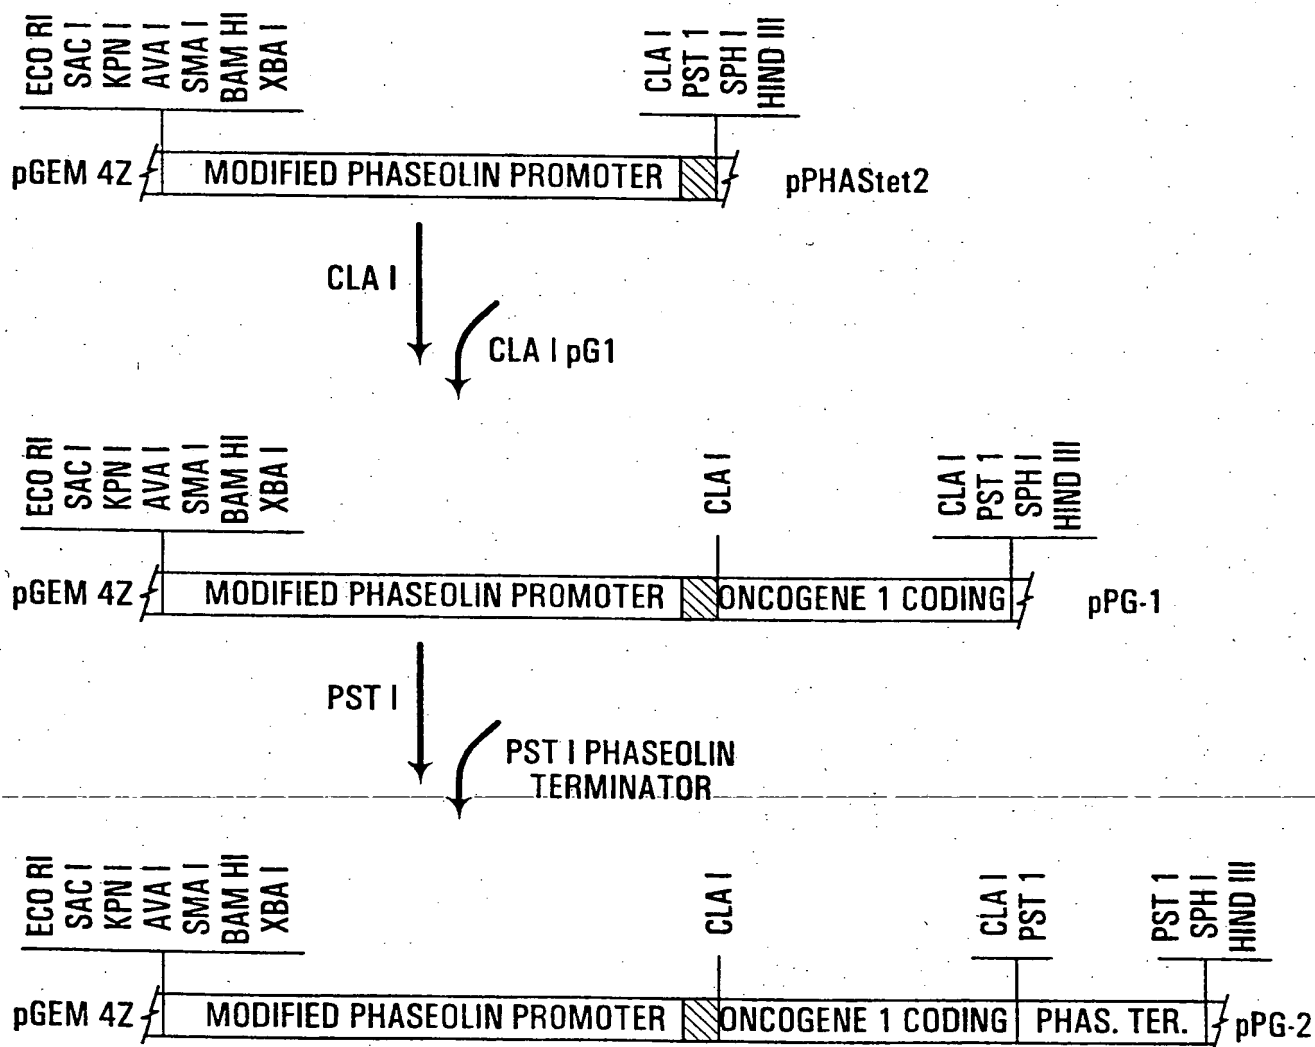 ECO RI
SAC I
KPN I
AVA I
SMA I
BAM HI
XBA I
CLA I
PST 1
SPH I
HIND III
pGEM 4Z
MODIFIED PHASEOLIN PROMOTER
pPHAStet2
CLA I
CLA I pG1
ECO RI
SAC I
KPN I
AVA I
SMA I
BAM HI
XBA I
CLA I
CLA I
PST 1
SPH I
HIND III
pGEM 4Z
MODIFIED PHASEOLIN PROMOTER
ONCOGENE 1 CODING
pPG-1
PST I
PST I PHASEOLIN
TERMINATOR
ECO RI
SAC I
KPN I
AVA I
SMA I
BAM HI
XBA I
CLA I
CLA I
PST 1
PST 1
SPH I
HIND III
pGEM 4Z
MODIFIED PHASEOLIN PROMOTER
ONCOGENE 1 CODING
PHAS. TER.
pPG-2